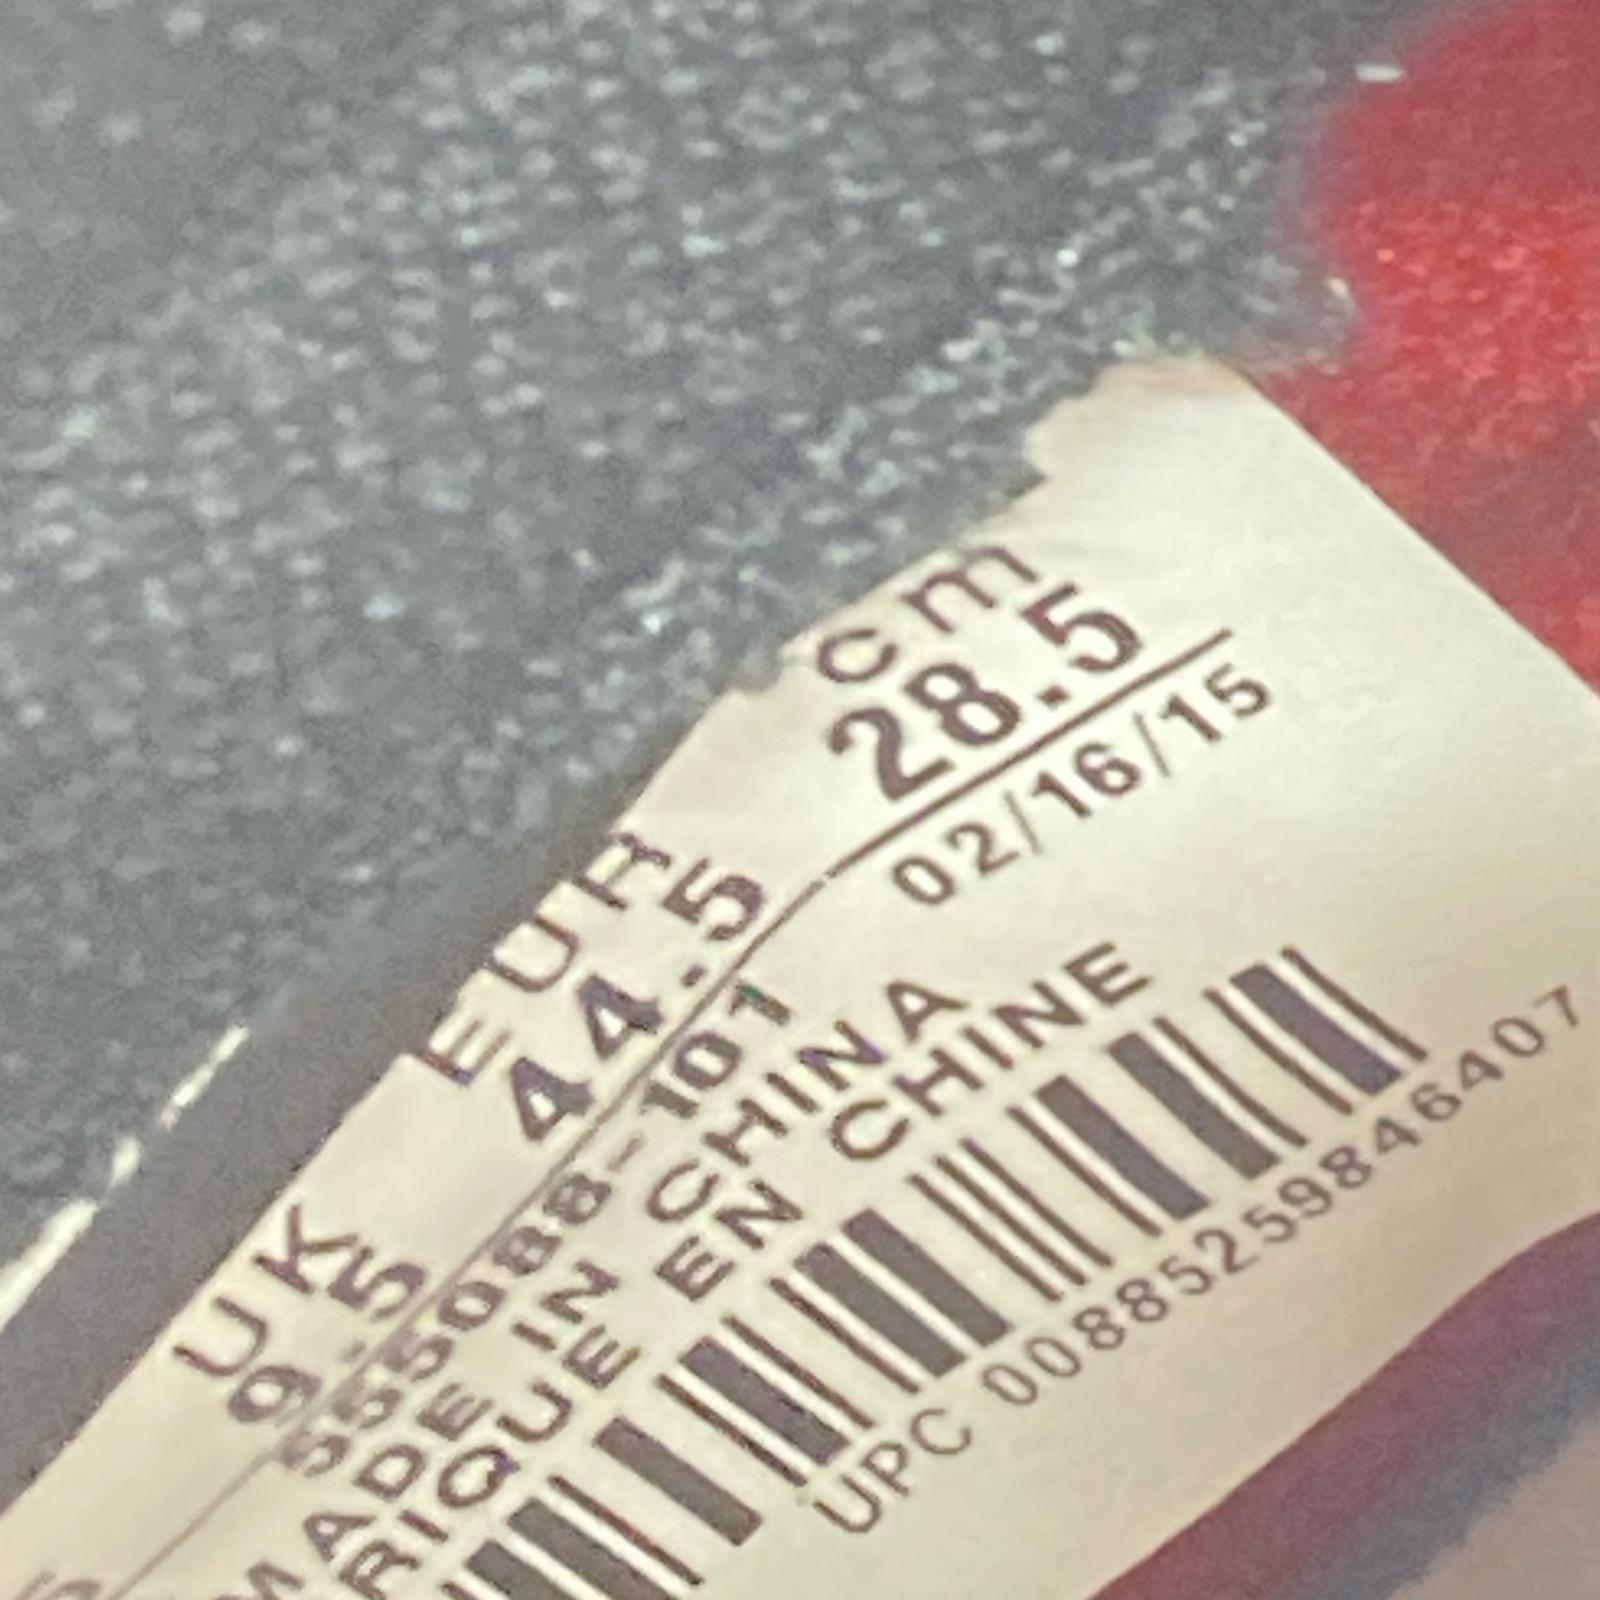 UK EUR cm
9.5 44.5 28.5
555088-101 02/16/15
MADE IN CHINA
RIQUE EN CHINE
UPC 00885259846407